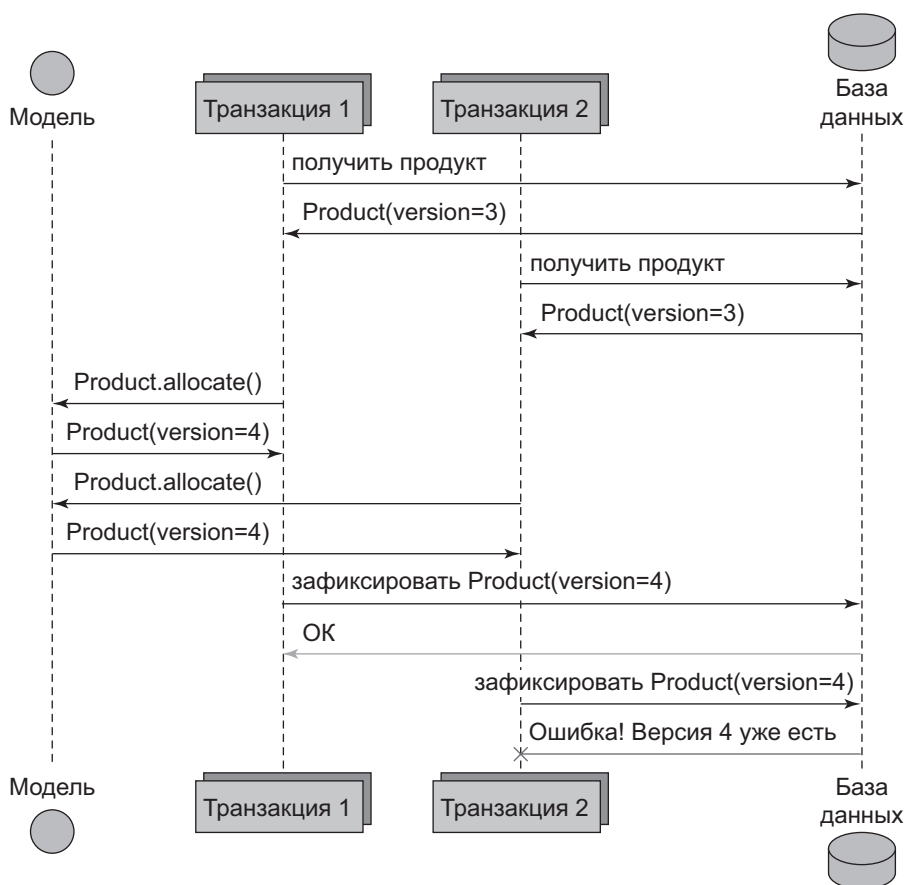 Модель
Транзакция 1
Транзакция 2
База
данных
получить продукт
Product(version=3)
получить продукт
Product(version=3)
Product.allocate()
Product(version=4)
Product.allocate()
Product(version=4)
зафиксировать Product(version=4)
ОК
зафиксировать Product(version=4)
Ошибка! Версия 4 уже есть
Модель
Транзакция 1
Транзакция 2
База
данных